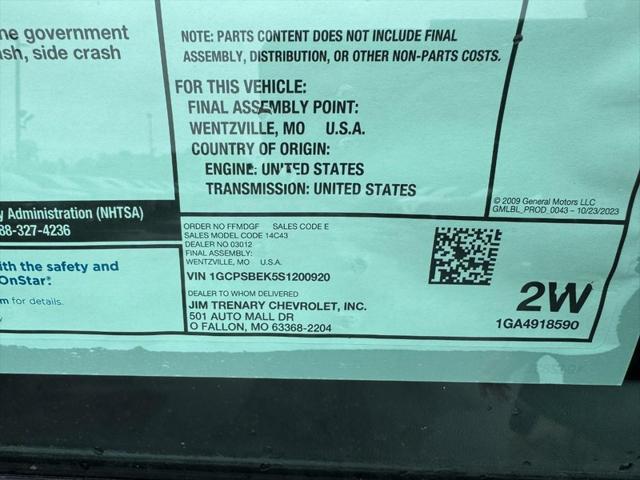 ne government
sh, side crash
y Administration (NHTSA)
88-327-4236
with the safety and
OnStar®.
m for details.
NOTE: PARTS CONTENT DOES NOT INCLUDE FINAL
ASSEMBLY, DISTRIBUTION, OR OTHER NON-PARTS COSTS.
FOR THIS VEHICLE:
FINAL ASSEMBLY POINT:
WENTZVILLE, MO U.S.A.
COUNTRY OF ORIGIN:
ENGINE: UNITED STATES
TRANSMISSION: UNITED STATES
© 2009 General Motors LLC
GMLBL_PROD_0043 - 10/23/2023
ORDER NO FFMDGF SALES CODE E
SALES MODEL CODE 14C43
DEALER NO 03012
FINAL ASSEMBLY:
WENTZVILLE, MO U.S.A.
VIN 1GCPSBEK5S1200920
DEALER TO WHOM DELIVERED
JIM TRENARY CHEVROLET, INC.
501 AUTO MALL DR
O FALLON, MO 63368-2204
2W
1GA4918590